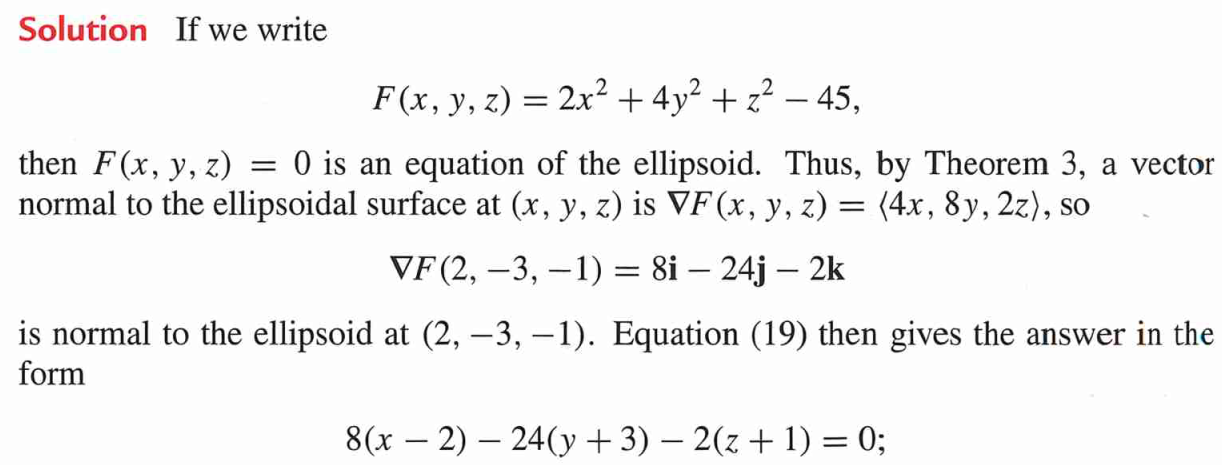 Solution If we write
F(x, y, z) = 2x² + 4y² + z² − 45,
then F(x, y, z) = 0 is an equation of the ellipsoid. Thus, by Theorem 3, a vector
normal to the ellipsoidal surface at (x, y, z) is ∇F(x, y, z) = ⟨4x, 8y, 2z⟩, so
∇F(2, −3, −1) = 8i − 24j − 2k
is normal to the ellipsoid at (2, −3, −1). Equation (19) then gives the answer in the
form
8(x − 2) − 24(y + 3) − 2(z + 1) = 0;